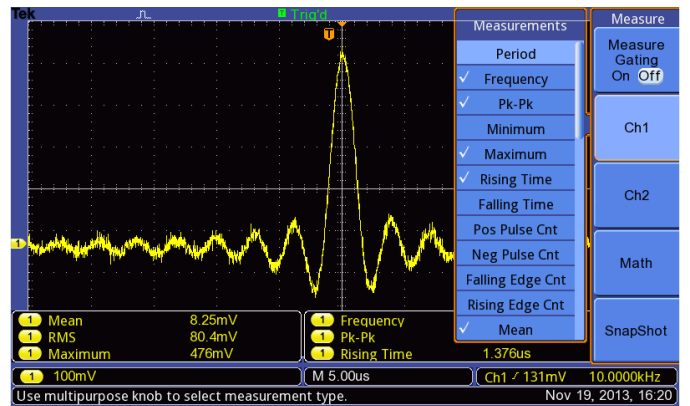 Tek
T Trig'd
T
Measurements
Period
✓ Frequency
✓ Pk-Pk
Minimum
✓ Maximum
✓ Rising Time
Falling Time
Pos Pulse Cnt
Neg Pulse Cnt
Falling Edge Cnt
Rising Edge Cnt
✓ Mean
Measure
Measure
Gating
On Off
Ch1
Ch2
Math
SnapShot
1
1 Mean 8.25mV
1 RMS 80.4mV
1 Maximum 476mV
1 Frequency
1 Pk-Pk
1 Rising Time 1.376us
1 100mV
M 5.00us
Ch1 131mV 10.0000kHz
Use multipurpose knob to select measurement type.
Nov 19, 2013, 16:20